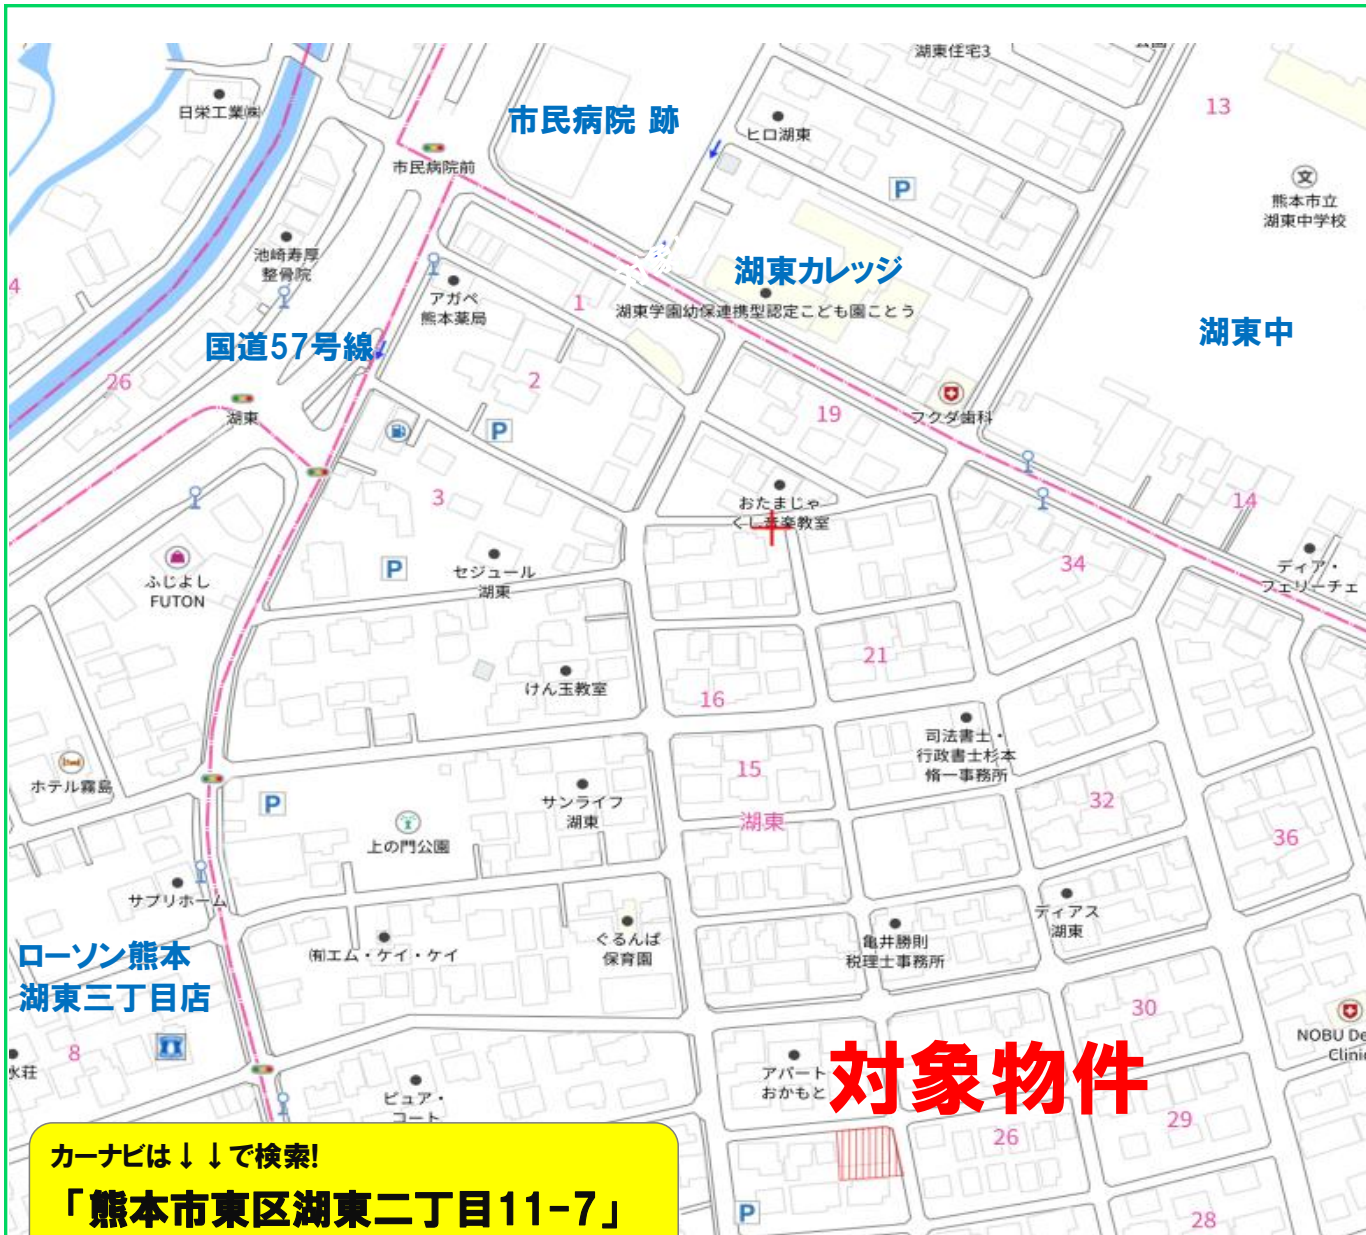 湖東住宅3
日栄工業㈱
市民病院 跡
ヒロ湖東
13
市民病院前
P
熊本市立
湖東中学校
池崎寿厚
整骨院
湖東カレッジ
アガペ
熊本薬局
1
湖東学園幼保連携型認定こども園ことう
4
国道57号線
湖東中
26
2
湖東
P
19
フクダ歯科
3
おたまじゃ
くし音楽教室
14
P
セジュール
湖東
34
ディア・
フェリーチェ
ふじよし
FUTON
21
けん玉教室
16
司法書士・
行政書士杉本
脩一事務所
ホテル霧島
15
P
サンライフ
湖東
湖東
32
上の門公園
36
サプリホーム
ディアス
湖東
ローソン熊本
湖東三丁目店
㈲エム・ケイ・ケイ
ぐるんぱ
保育園
亀井勝則
税理士事務所
30
8
水荘
NOBU De
Clinic
アパート
おかもと
対象物件
ピュア・
コート
29
26
カーナビは↓↓で検索!
「熊本市東区湖東二丁目11-7」
P
28